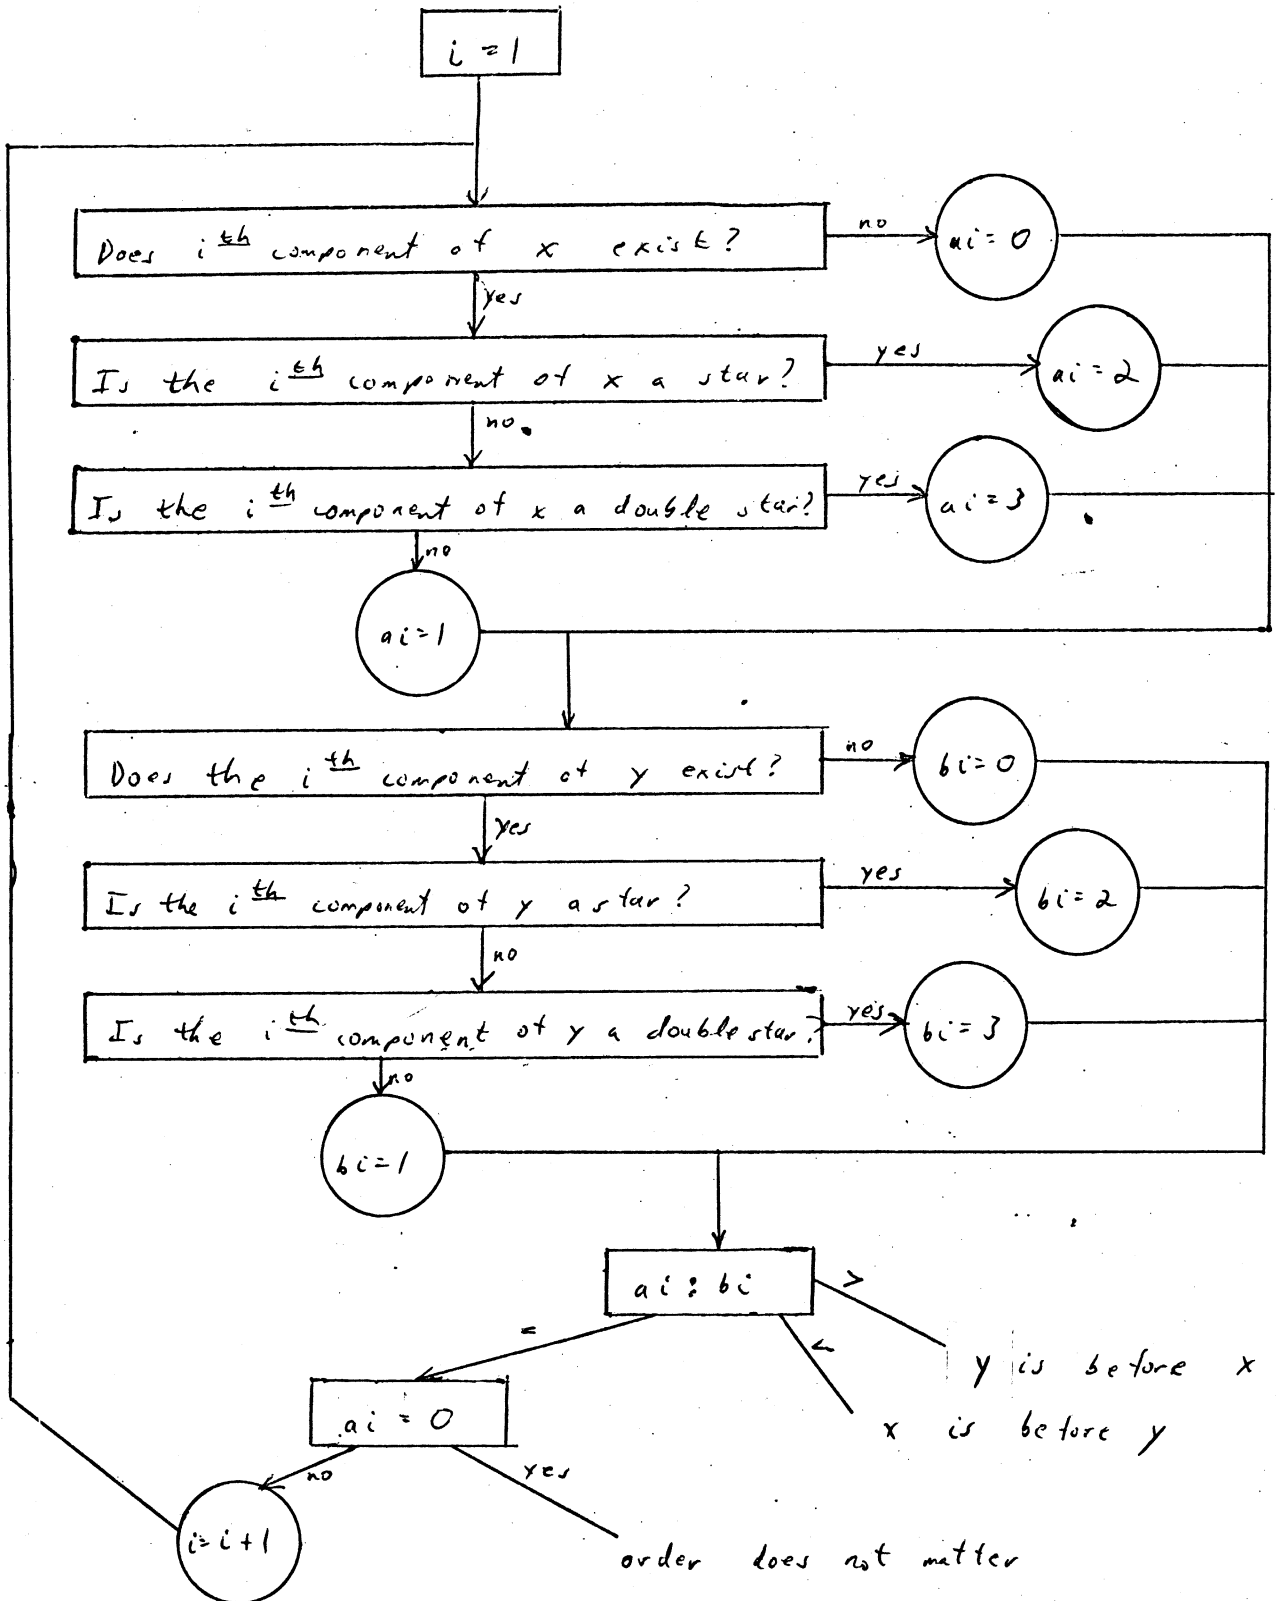 i = 1
Does i th component of x exist?
no
ai = 0
yes
Is the i th component of x a star?
yes
ai = 2
no
Is the i th component of x a double star?
yes
ai = 3
no
ai = 1
Does the i th component of y exist?
no
bi = 0
yes
Is the i th component of y a star?
yes
bi = 2
no
Is the i th component of y a double star?
yes
bi = 3
no
bi = 1
ai : bi
>
=
<
y is before x
x is before y
ai = 0
no
yes
i = i + 1
order does not matter